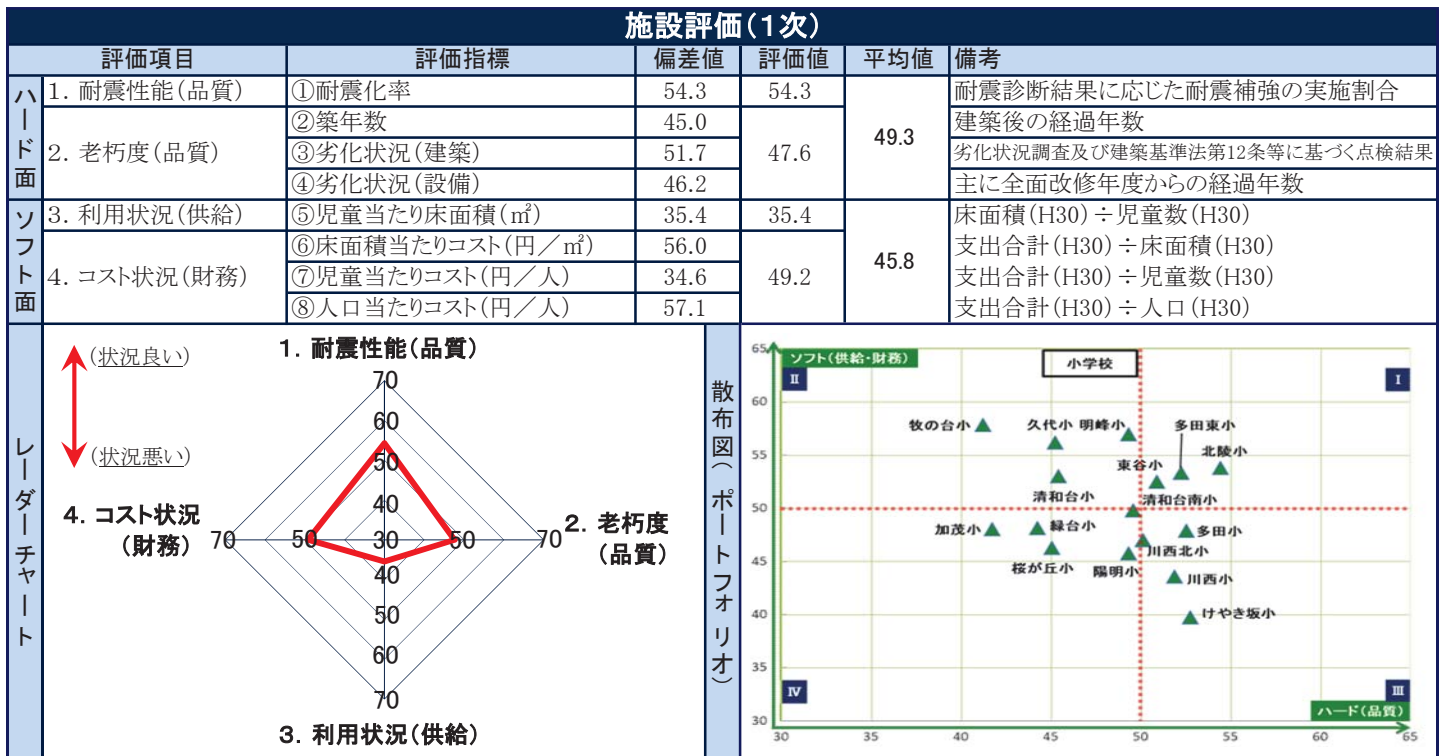 施設評価(1次)
評価項目 評価指標 偏差値 評価値 平均値 備考
ハード面
1. 耐震性能(品質) ①耐震化率 54.3 54.3 49.3 耐震診断結果に応じた耐震補強の実施割合
2. 老朽度(品質) ②築年数 45.0 47.6 建築後の経過年数
③劣化状況(建築) 51.7 劣化状況調査及び建築基準法第12条等に基づく点検結果
④劣化状況(設備) 46.2 主に全面改修年度からの経過年数
ソフト面
3. 利用状況(供給) ⑤児童当たり床面積(㎡) 35.4 35.4 45.8 床面積(H30)÷児童数(H30)
4. コスト状況(財務) ⑥床面積当たりコスト(円/㎡) 56.0 49.2 支出合計(H30)÷床面積(H30)
⑦児童当たりコスト(円/人) 34.6 支出合計(H30)÷児童数(H30)
⑧人口当たりコスト(円/人) 57.1 支出合計(H30)÷人口(H30)
レーダーチャート
(状況良い)
(状況悪い)
1. 耐震性能(品質)
70
60
50
40
4. コスト状況
(財務)
70 50 30 50 70
2. 老朽度
(品質)
40
50
60
70
3. 利用状況(供給)
散布図(ポートフォリオ)
65
ソフト(供給・財務)
小学校
II
I
60
牧の台小
久代小 明峰小
多田東小
北陵小
55
東谷小
清和台小
清和台南小
50
加茂小
緑台小
多田小
川西北小
45
桜が丘小
陽明小
川西小
40
けやき坂小
35
IV
III
ハード(品質)
30
30 35 40 45 50 55 60 65